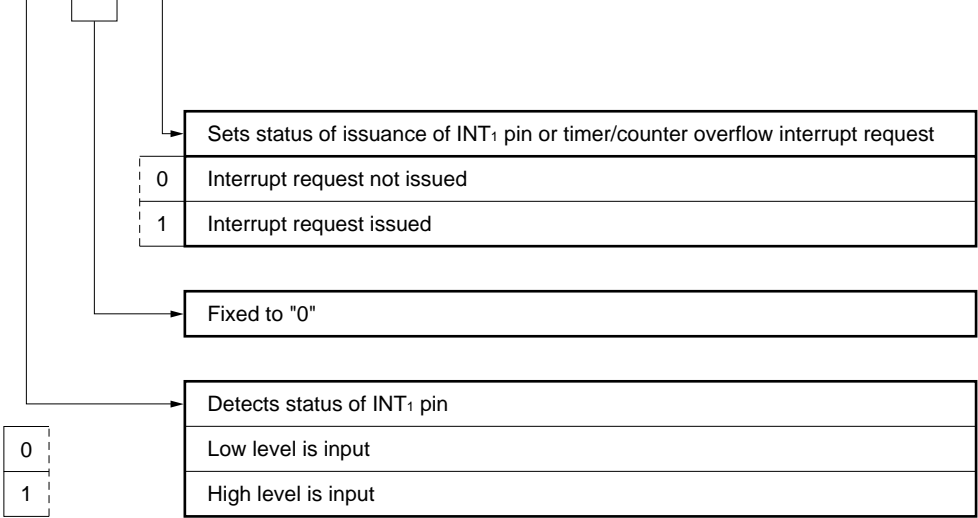 Sets status of issuance of INT₁ pin or timer/counter overflow interrupt request
0 Interrupt request not issued
1 Interrupt request issued
Fixed to "0"
Detects status of INT₁ pin
0 Low level is input
1 High level is input